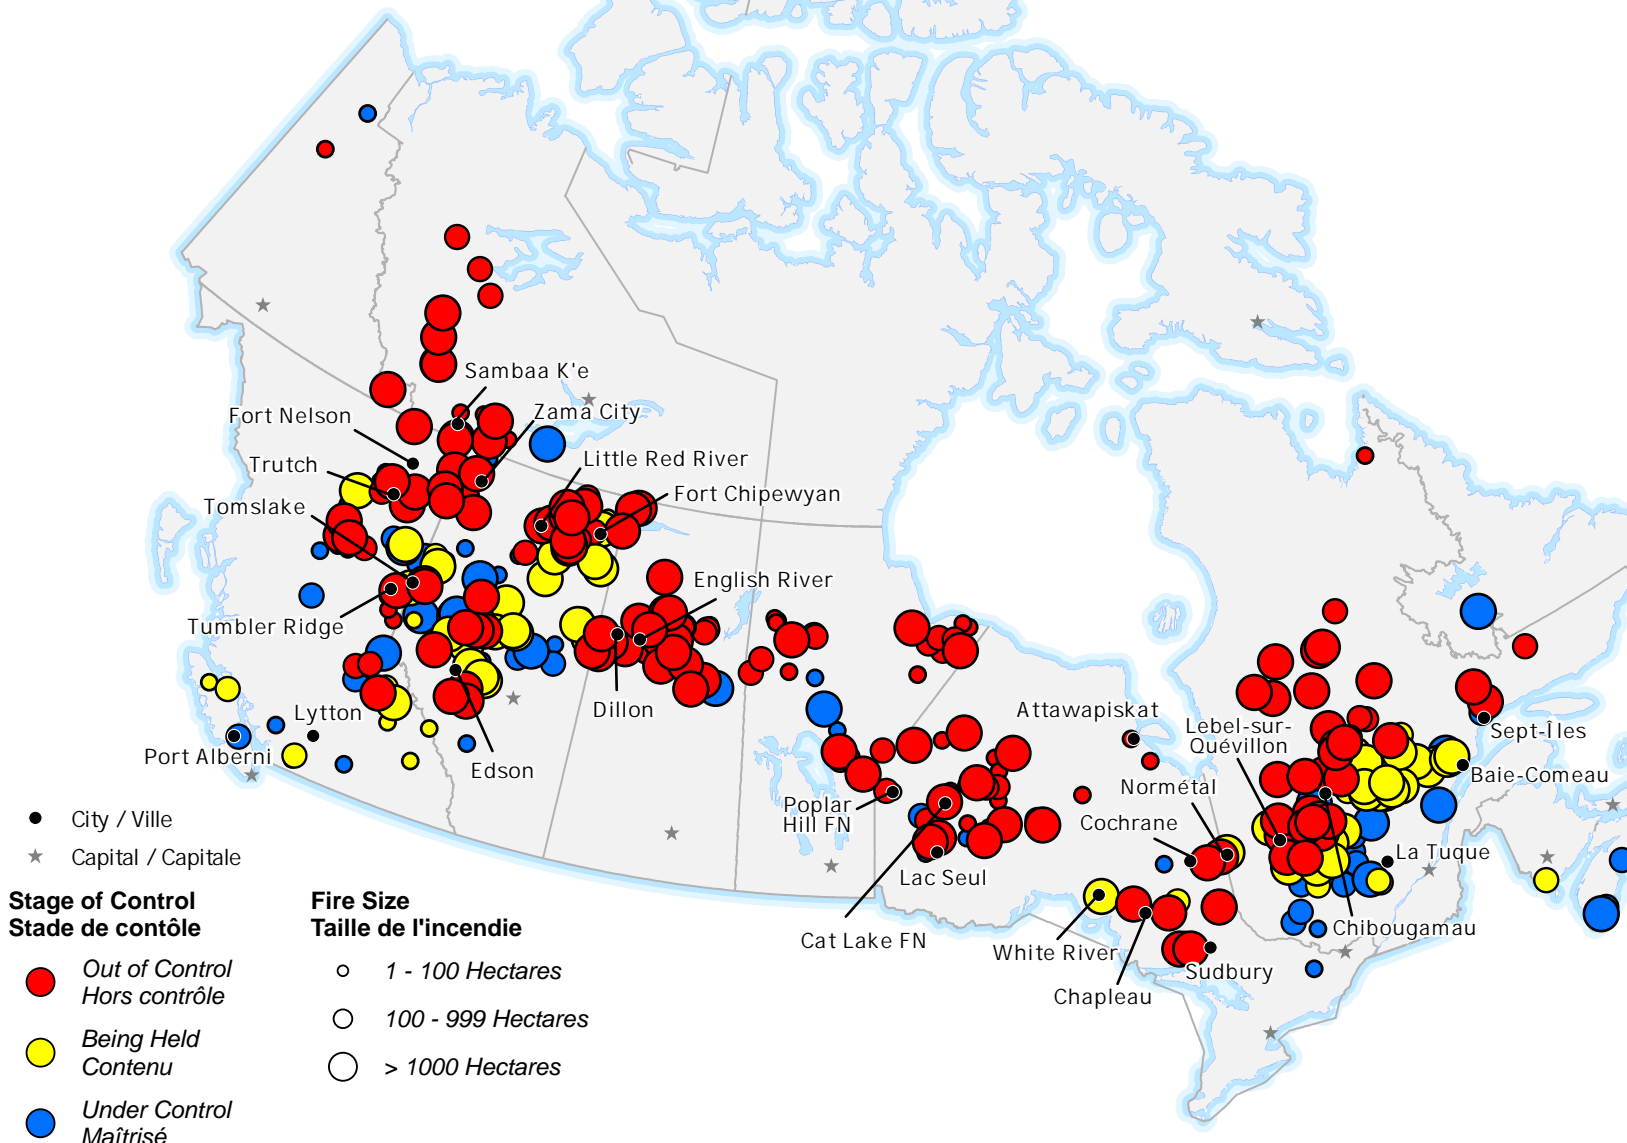 Sambaa K'e
Fort Nelson
Zama City
Trutch
Little Red River
Tomslake
Fort Chipewyan
English River
Tumbler Ridge
Dillon
Lytton
Port Alberni
Edson
Attawapiskat
Lebel-sur-
Quévillon
Sept-Îles
Baie-Comeau
Normétal
Poplar
Hill FN
Cochrane
La Tuque
Lac Seul
Cat Lake FN
White River
Chibougamau
Sudbury
Chapleau
City / Ville
Capital / Capitale
Stage of Control
Stade de contôle
Out of Control
Hors contrôle
Being Held
Contenu
Under Control
Maîtrisé
Fire Size
Taille de l'incendie
1 - 100 Hectares
100 - 999 Hectares
> 1000 Hectares